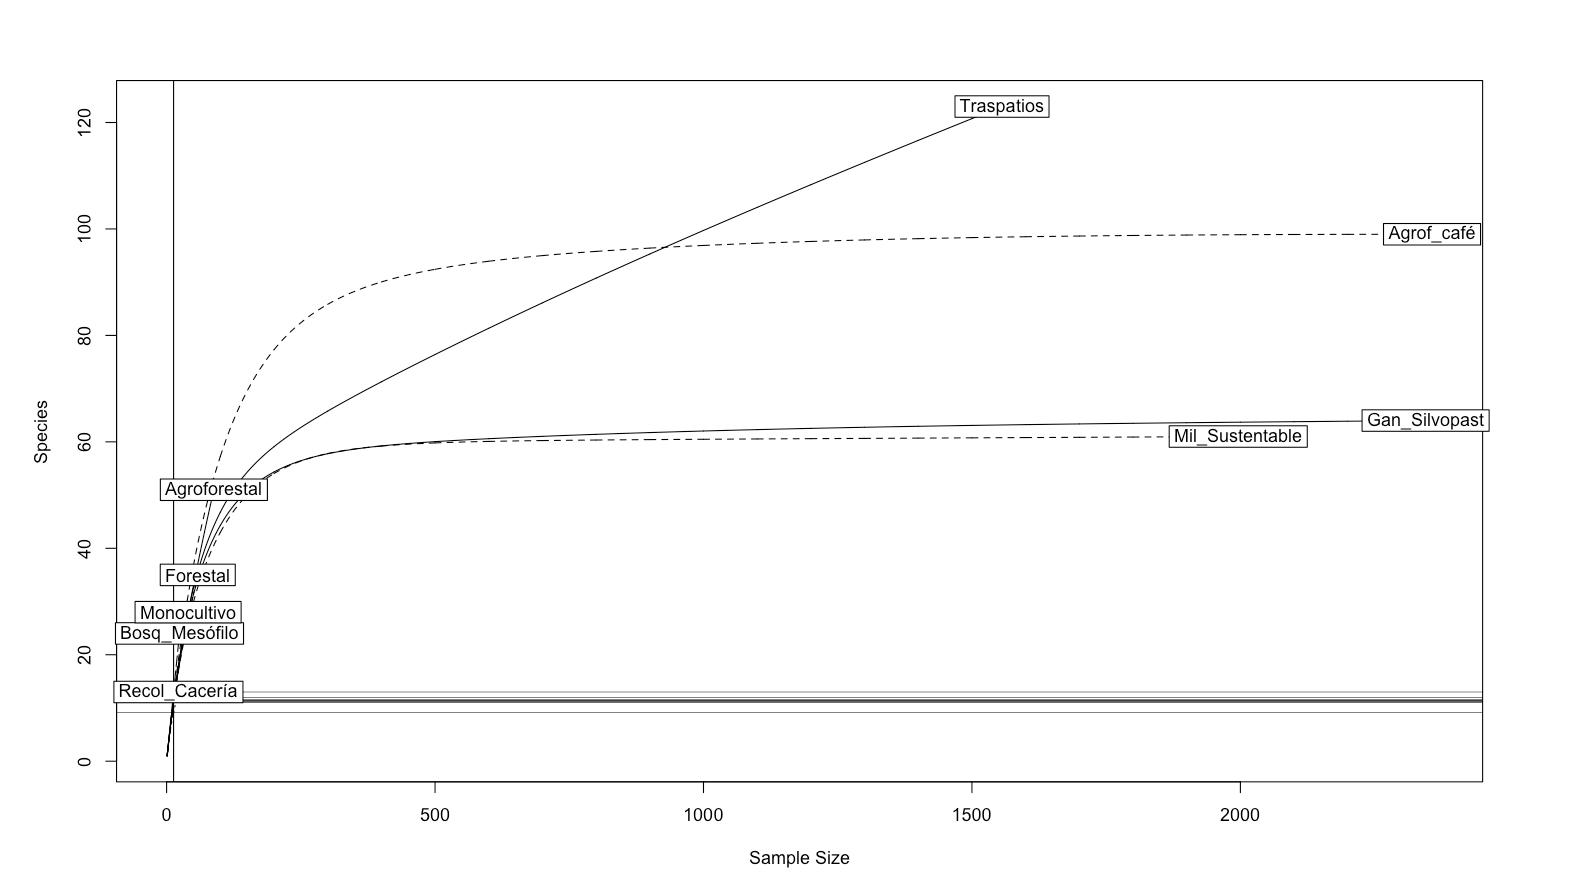 Traspatios
120
100
Agrof_café
80
Species
60
Gan_Silvopast
Mil_Sustentable
Agroforestal
40
Forestal
Monocultivo
Bosq_Mesófilo
20
Recol_Cacería
0
0 500 1000 1500 2000
Sample Size